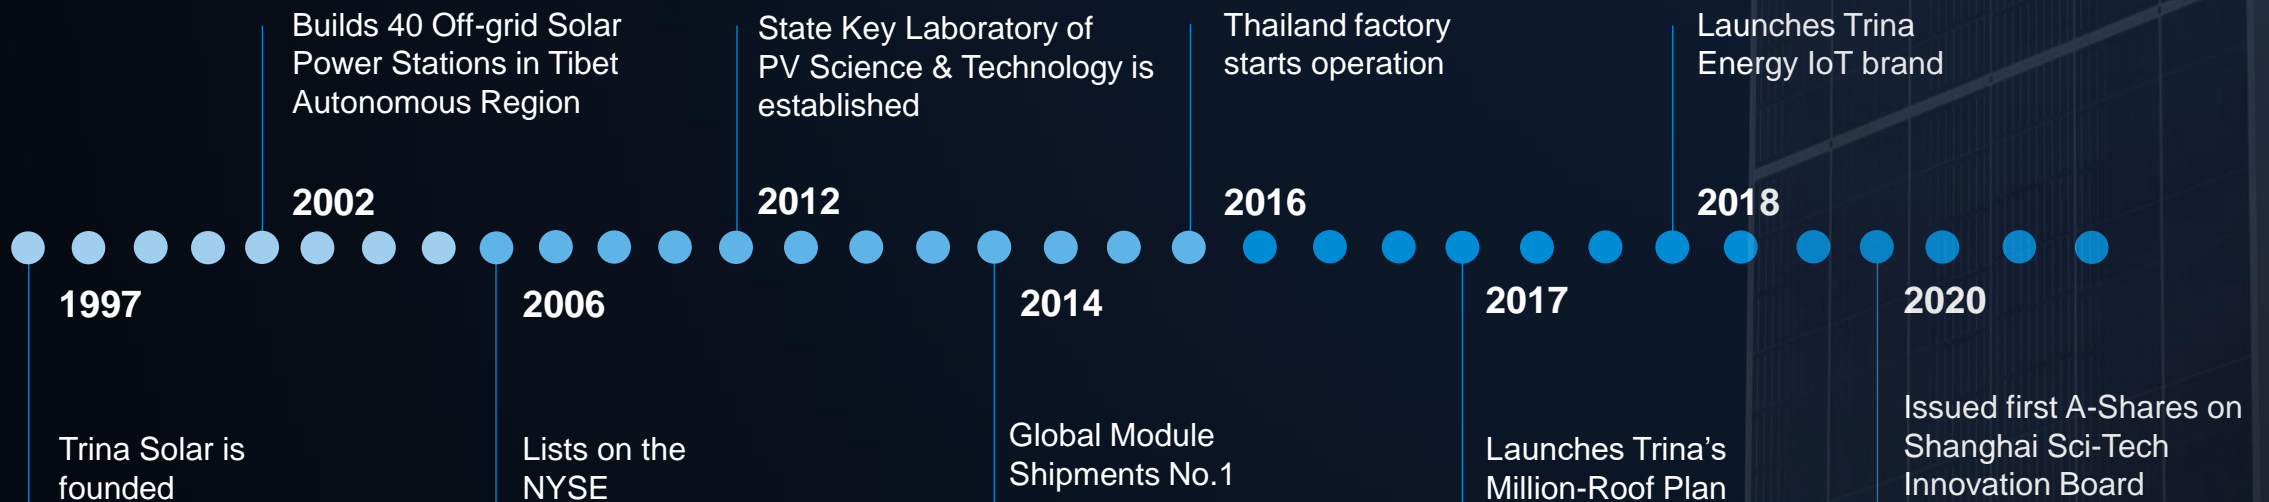 Builds 40 Off-grid Solar
Power Stations in Tibet
Autonomous Region
2002
State Key Laboratory of
PV Science & Technology is
established
2012
Thailand factory
starts operation
2016
Launches Trina
Energy IoT brand
2018
1997
Trina Solar is
founded
2006
Lists on the
NYSE
2014
Global Module
Shipments No.1
2017
Launches Trina’s
Million-Roof Plan
2020
Issued first A-Shares on
Shanghai Sci-Tech
Innovation Board